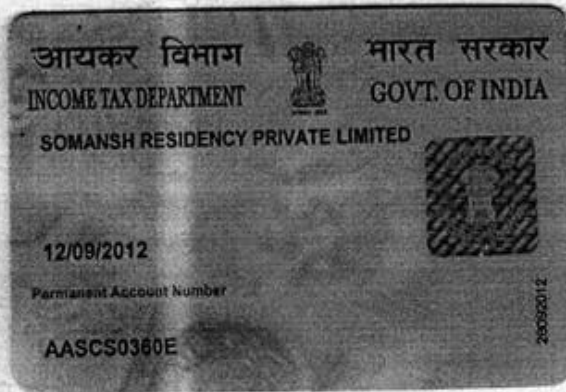 आयकर विभाग
भारत सरकार
INCOME TAX DEPARTMENT
GOVT. OF INDIA
SOMANSH RESIDENCY PRIVATE LIMITED
12/09/2012
Permanent Account Number
AASCS0360E
26092012